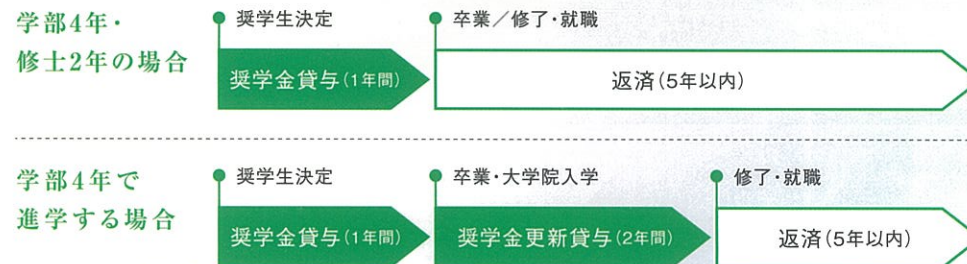 学部4年・
修士2年の場合
奨学生決定
卒業／修了・就職
奨学金貸与(1年間)
返済(5年以内)
学部4年で
進学する場合
奨学生決定
卒業・大学院入学
修了・就職
奨学金貸与(1年間)
奨学金更新貸与(2年間)
返済(5年以内)